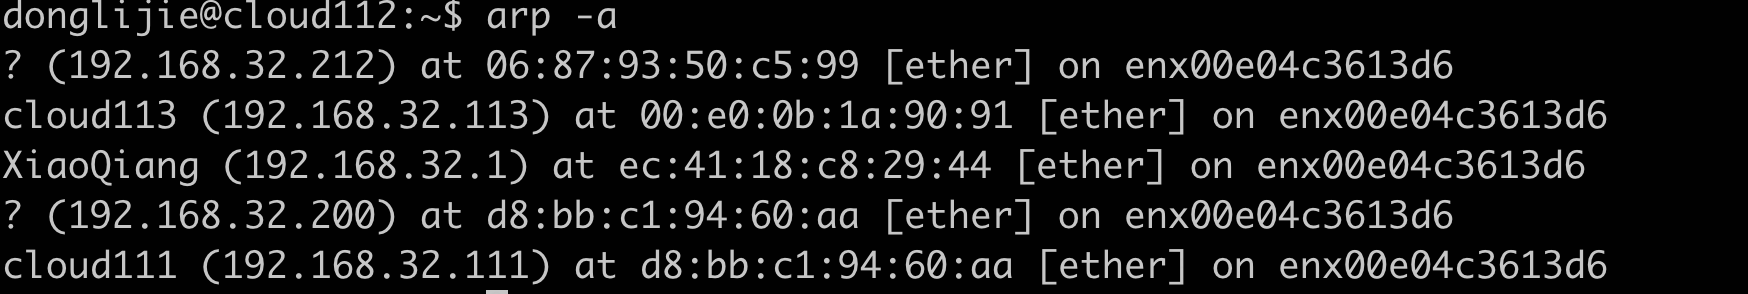 donglijie@cloud112:~$ arp -a
? (192.168.32.212) at 06:87:93:50:c5:99 [ether] on enx00e04c3613d6
cloud113 (192.168.32.113) at 00:e0:0b:1a:90:91 [ether] on enx00e04c3613d6
XiaoQiang (192.168.32.1) at ec:41:18:c8:29:44 [ether] on enx00e04c3613d6
? (192.168.32.200) at d8:bb:c1:94:60:aa [ether] on enx00e04c3613d6
cloud111 (192.168.32.111) at d8:bb:c1:94:60:aa [ether] on enx00e04c3613d6